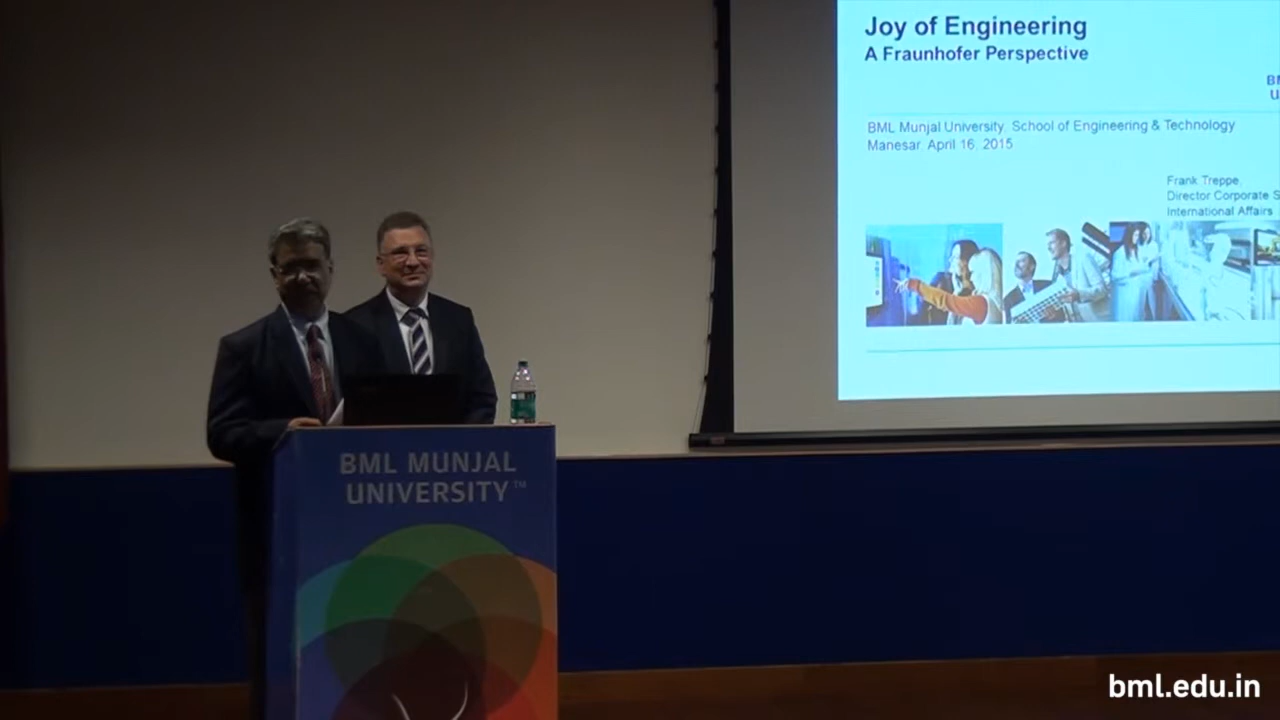 Joy of Engineering
A Fraunhofer Perspective
BML Munjal University, School of Engineering & Technology
Manesar, April 16, 2015
Frank Treppe,
Director Corporate S
International Affairs
BML MUNJAL
UNIVERSITY™
bml.edu.in